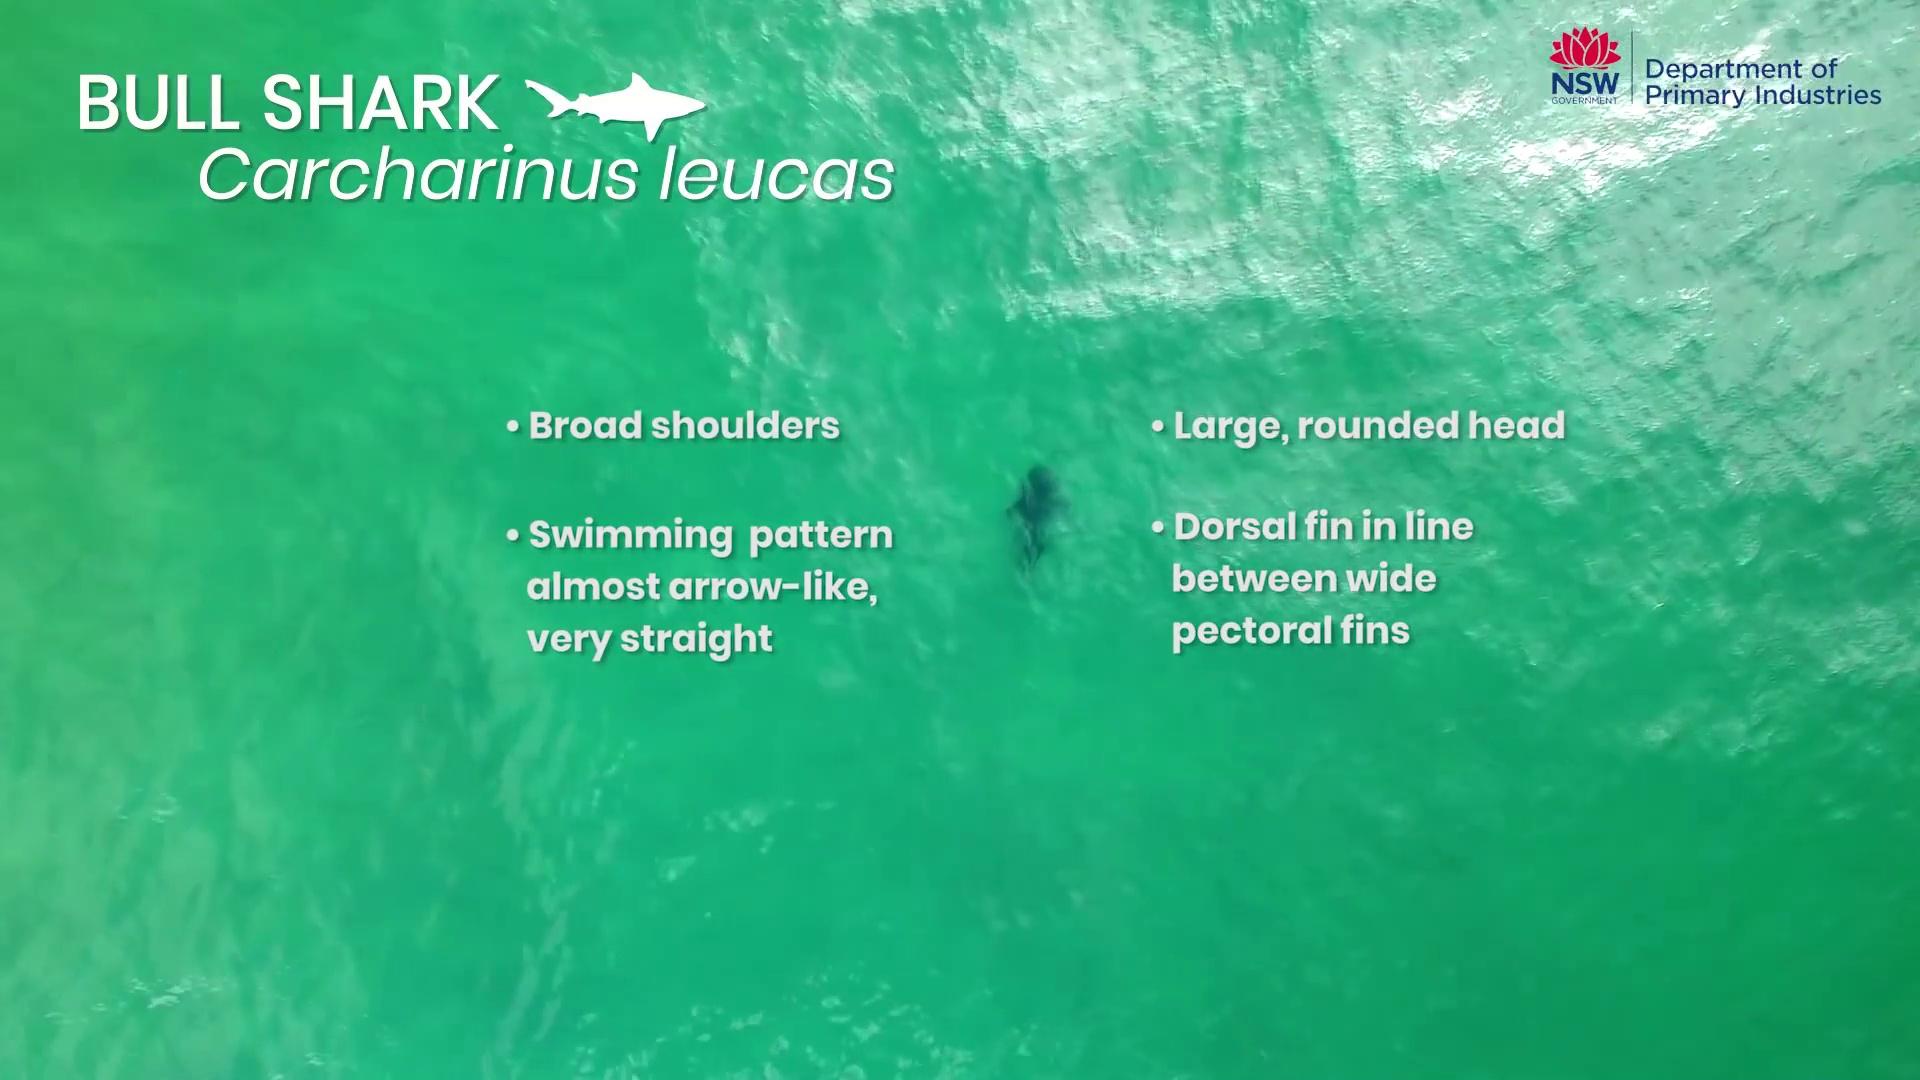 BULL SHARK
Carcharinus leucas
NSW
GOVERNMENT
Department of
Primary Industries
• Broad shoulders
• Swimming pattern
almost arrow-like,
very straight
• Large, rounded head
• Dorsal fin in line
between wide
pectoral fins